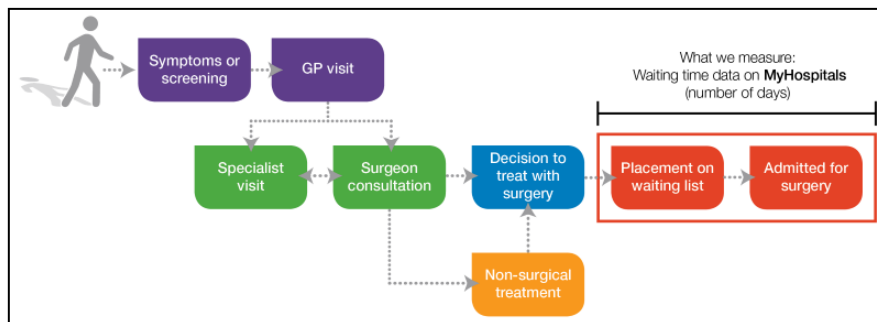 Symptoms or
screening
GP visit
What we measure:
Waiting time data on MyHospitals
(number of days)
Specialist
visit
Surgeon
consultation
Decision to
treat with
surgery
Placement on
waiting list
Admitted for
surgery
Non-surgical
treatment